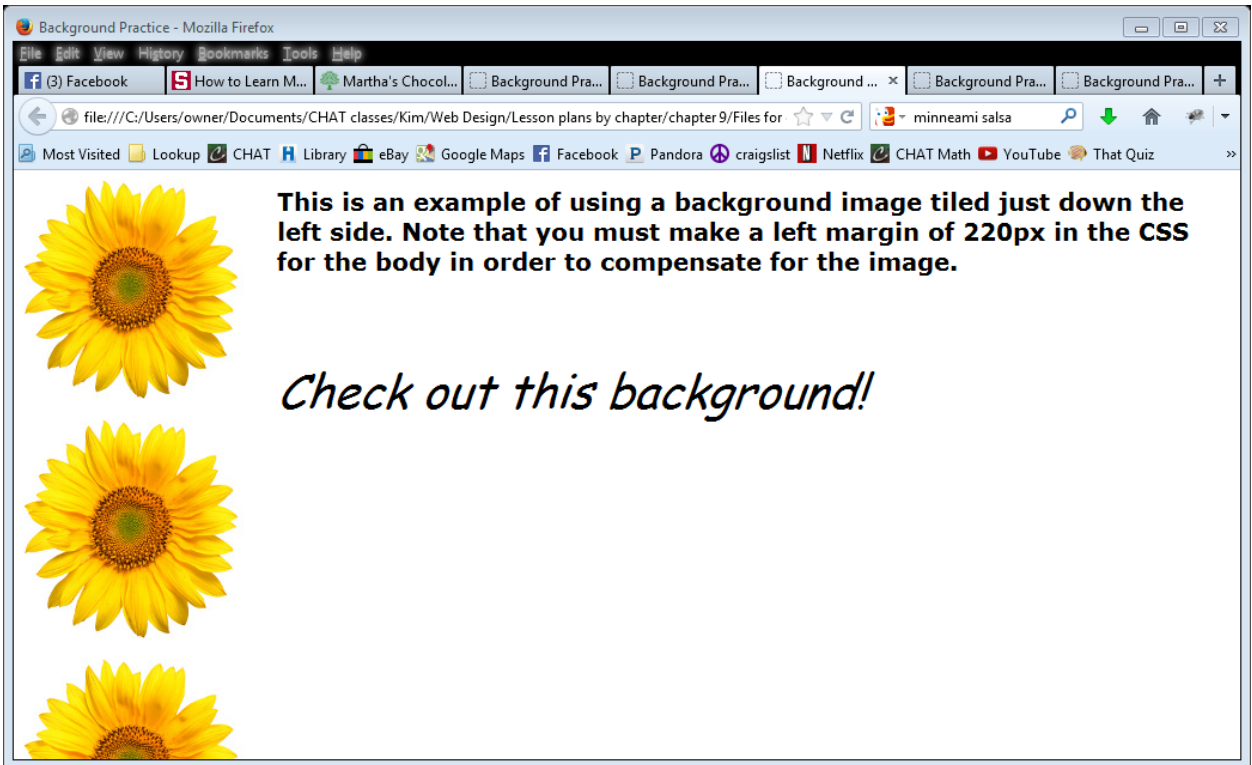 Background Practice - Mozilla Firefox
File Edit View History Bookmarks Tools Help
(3) Facebook How to Learn M... Martha's Chocol... Background Pra... Background Pra... Background ... Background Pra... Background Pra...
file:///C:/Users/owner/Documents/CHAT classes/Kim/Web Design/Lesson plans by chapter/chapter 9/Files for minneami salsa
Most Visited Lookup CHAT Library eBay Google Maps Facebook Pandora craigslist Netflix CHAT Math YouTube That Quiz
This is an example of using a background image tiled just down the
left side. Note that you must make a left margin of 220px in the CSS
for the body in order to compensate for the image.
Check out this background!